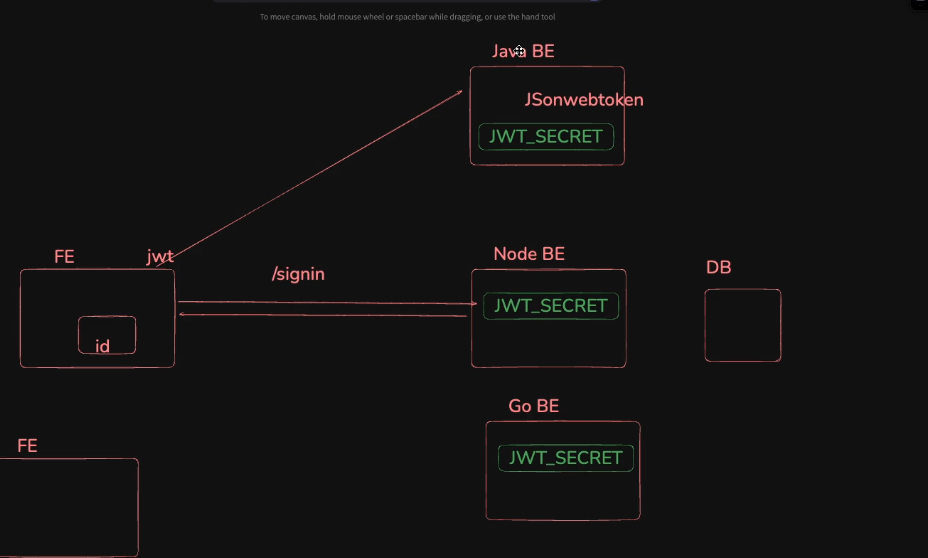 To move canvas, hold mouse wheel or spacebar while dragging, or use the hand tool
Java BE
JSonwebtoken
JWT_SECRET
FE
jwt
/signin
Node BE
DB
JWT_SECRET
id
Go BE
FE
JWT_SECRET